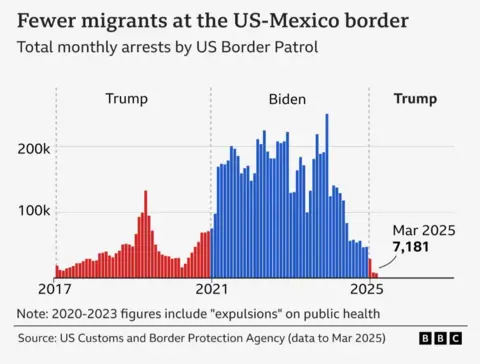 Fewer migrants at the US-Mexico border
Total monthly arrests by US Border Patrol
Trump Biden Trump
200k
100k
Mar 2025
7,181
2017 2021 2025
Note: 2020-2023 figures include "expulsions" on public health
Source: US Customs and Border Protection Agency (data to Mar 2025) BBC